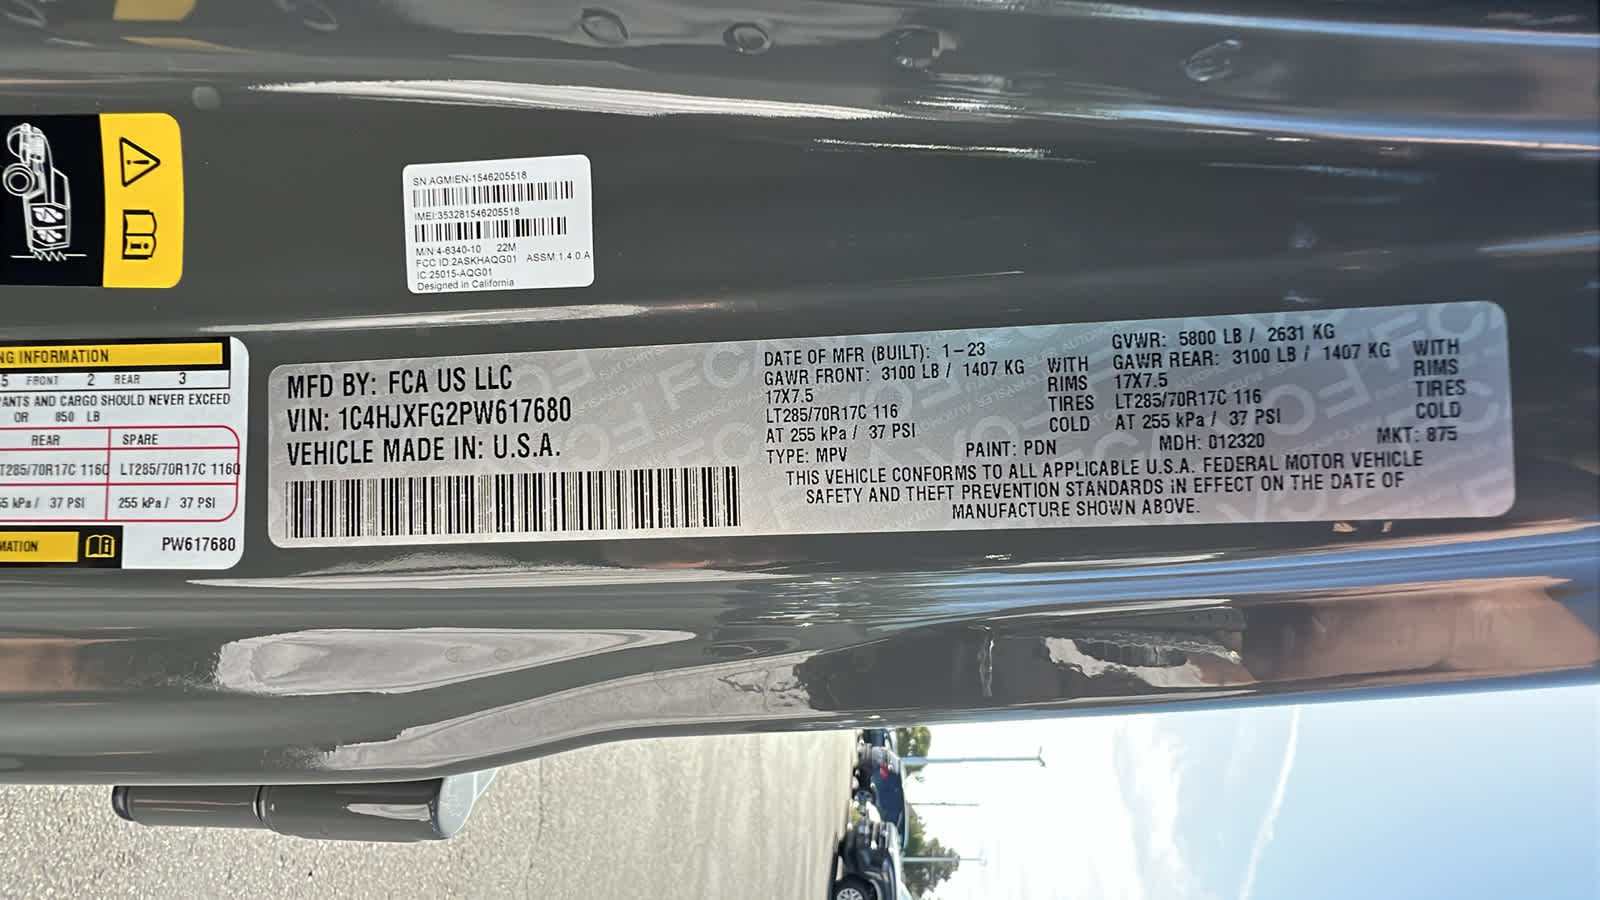 SN AGMIEN-1546205518
IMEI:353281546205518
M/N 4-6340-10 22M
FCC ID:2ASKHAQG01 ASSM.1.4.0.A
IC:25015-AQG01
Designed in California
NG INFORMATION
5 FRONT 2 REAR 3
PANTS AND CARGO SHOULD NEVER EXCEED
OR 850 LB
REAR SPARE
LT285/70R17C 116Q LT285/70R17C 116Q
255 kPa / 37 PSI 255 kPa / 37 PSI
MATION
PW617680
MFD BY: FCA US LLC
VIN: 1C4HJXFG2PW617680
VEHICLE MADE IN: U.S.A.
DATE OF MFR (BUILT): 1-23
GAWR FRONT: 3100 LB / 1407 KG WITH
17X7.5 RIMS
LT285/70R17C 116 TIRES
AT 255 kPa / 37 PSI COLD
TYPE: MPV
PAINT: PDN
GVWR: 5800 LB / 2631 KG
GAWR REAR: 3100 LB / 1407 KG WITH
17X7.5 RIMS
LT285/70R17C 116 TIRES
AT 255 kPa / 37 PSI COLD
MDH: 012320
MKT: 875
THIS VEHICLE CONFORMS TO ALL APPLICABLE U.S.A. FEDERAL MOTOR VEHICLE
SAFETY AND THEFT PREVENTION STANDARDS IN EFFECT ON THE DATE OF
MANUFACTURE SHOWN ABOVE.